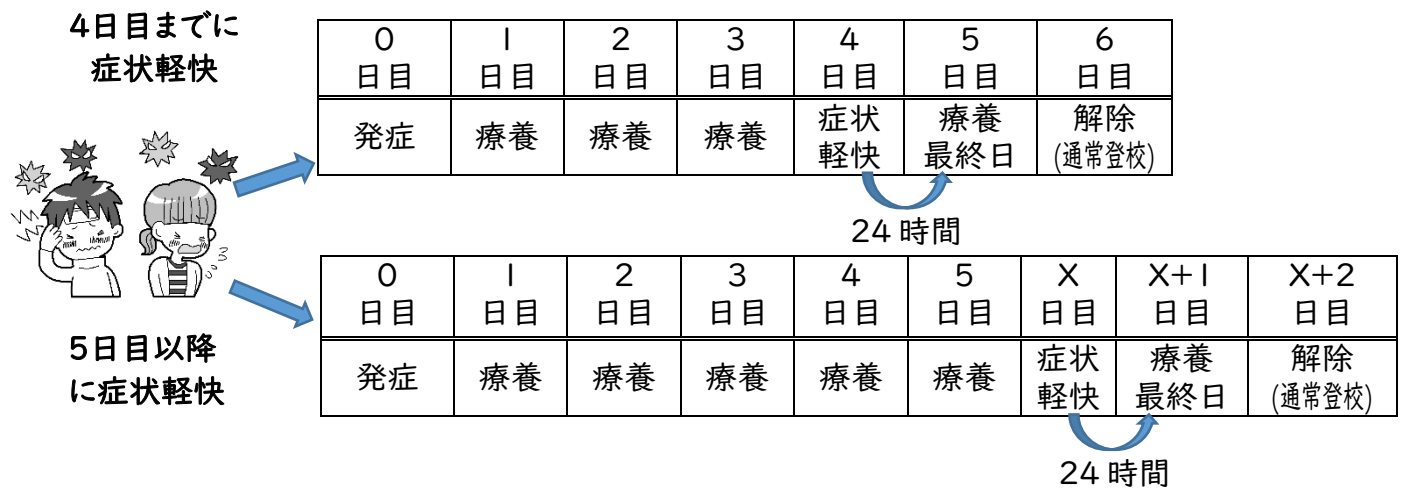 4日目までに
症状軽快
0 1 2 3 4 5 6
日目 日目 日目 日目 日目 日目 日目
発症 療養 療養 療養 症状軽快 療養最終日 解除(通常登校)
24時間
5日目以降
に症状軽快
0 1 2 3 4 5 X X+1 X+2
日目 日目 日目 日目 日目 日目 日目 日目 日目
発症 療養 療養 療養 療養 療養 症状軽快 療養最終日 解除(通常登校)
24時間